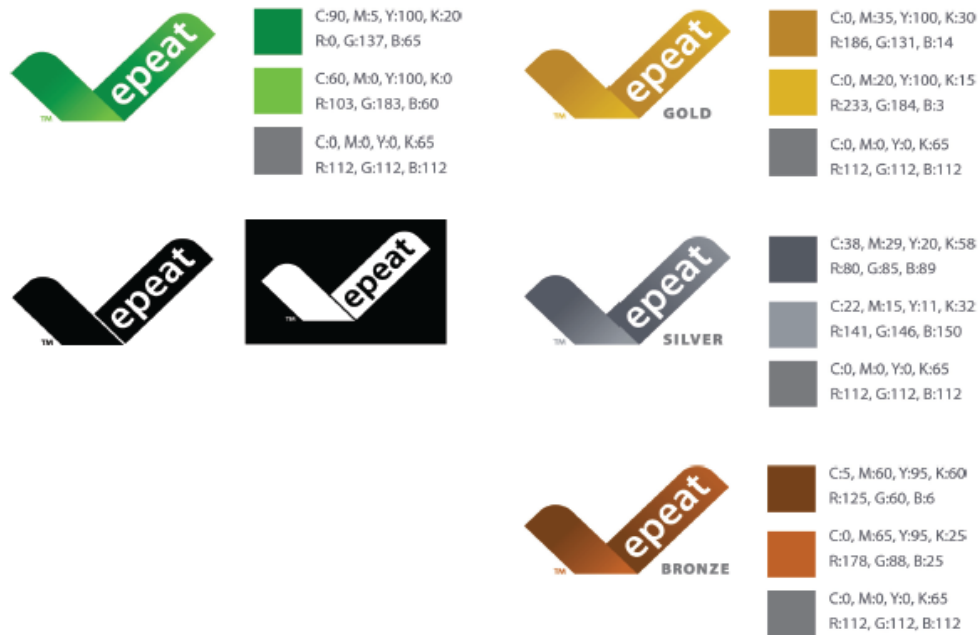 epeat
TM
C:90, M:5, Y:100, K:20
R:0, G:137, B:65
C:60, M:0, Y:100, K:0
R:103, G:183, B:60
C:0, M:0, Y:0, K:65
R:112, G:112, B:112
epeat
TM
GOLD
C:0, M:35, Y:100, K:30
R:186, G:131, B:14
C:0, M:20, Y:100, K:15
R:233, G:184, B:3
C:0, M:0, Y:0, K:65
R:112, G:112, B:112
epeat
TM
epeat
TM
epeat
TM
SILVER
C:38, M:29, Y:20, K:58
R:80, G:85, B:89
C:22, M:15, Y:11, K:32
R:141, G:146, B:150
C:0, M:0, Y:0, K:65
R:112, G:112, B:112
epeat
TM
BRONZE
C:5, M:60, Y:95, K:60
R:125, G:60, B:6
C:0, M:65, Y:95, K:25
R:178, G:88, B:25
C:0, M:0, Y:0, K:65
R:112, G:112, B:112